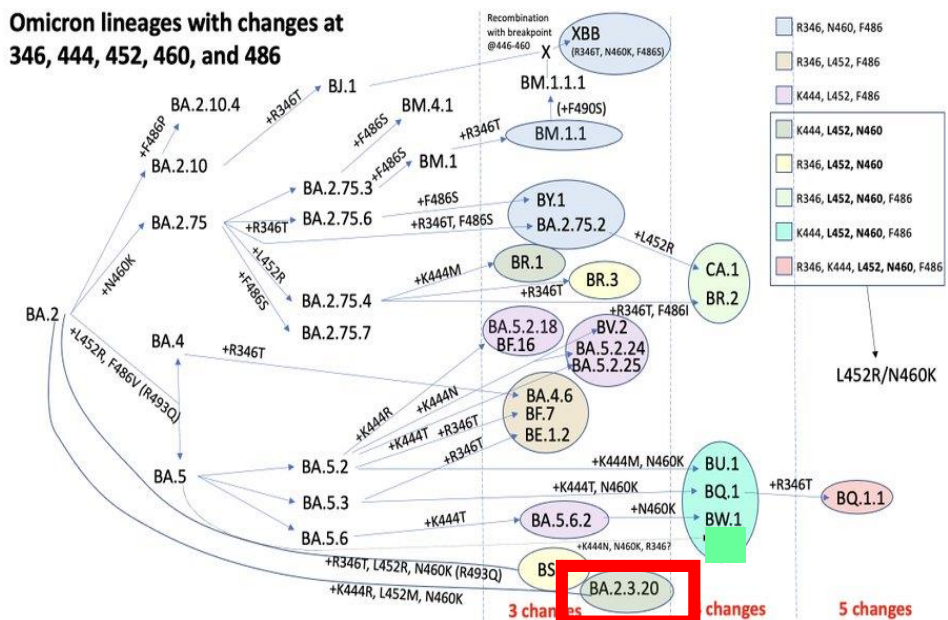 Omicron lineages with changes at
346, 444, 452, 460, and 486
Recombination
with breakpoint
@446-460
XBB
(R346T, N460K, F486S)
X
R346, N460, F486
R346, L452, F486
K444, L452, F486
K444, L452, N460
R346, L452, N460
R346, L452, N460, F486
K444, L452, N460, F486
R346, K444, L452, N460, F486
L452R/N460K
BJ.1
+R346T
BM.1.1.1
(+F490S)
BA.2.10.4
+F486P
BM.4.1
+F486S
+R346T
BM.1.1
BA.2.10
BM.1
+F486S
BA.2.75.3
BA.2.75
BA.2.75.6
+F486S
BY.1
+R346T
+R346T, F486S
BA.2.75.2
+N460K
+L452R
+L452R
+F486S
+K444M
BR.1
CA.1
BR.3
BA.2.75.4
+R346T
BR.2
+R346T, F486I
BA.2
BA.2.75.7
BA.5.2.18
BF.16
BV.2
BA.5.2.24
BA.5.2.25
BA.4
+R346T
+L452R, F486V (R493Q)
+K444R
+K444N
+K444T
+R346T
+R346T
BA.4.6
BF.7
BE.1.2
BA.5
BA.5.2
+K444M, N460K
BU.1
BA.5.3
+K444T, N460K
BQ.1
+R346T
BQ.1.1
BA.5.6
+K444T
BA.5.6.2
+N460K
BW.1
+K444N, N460K, R346?
+R346T, L452R, N460K (R493Q)
BS
+K444R, L452M, N460K
BA.2.3.20
3 changes
changes
5 changes